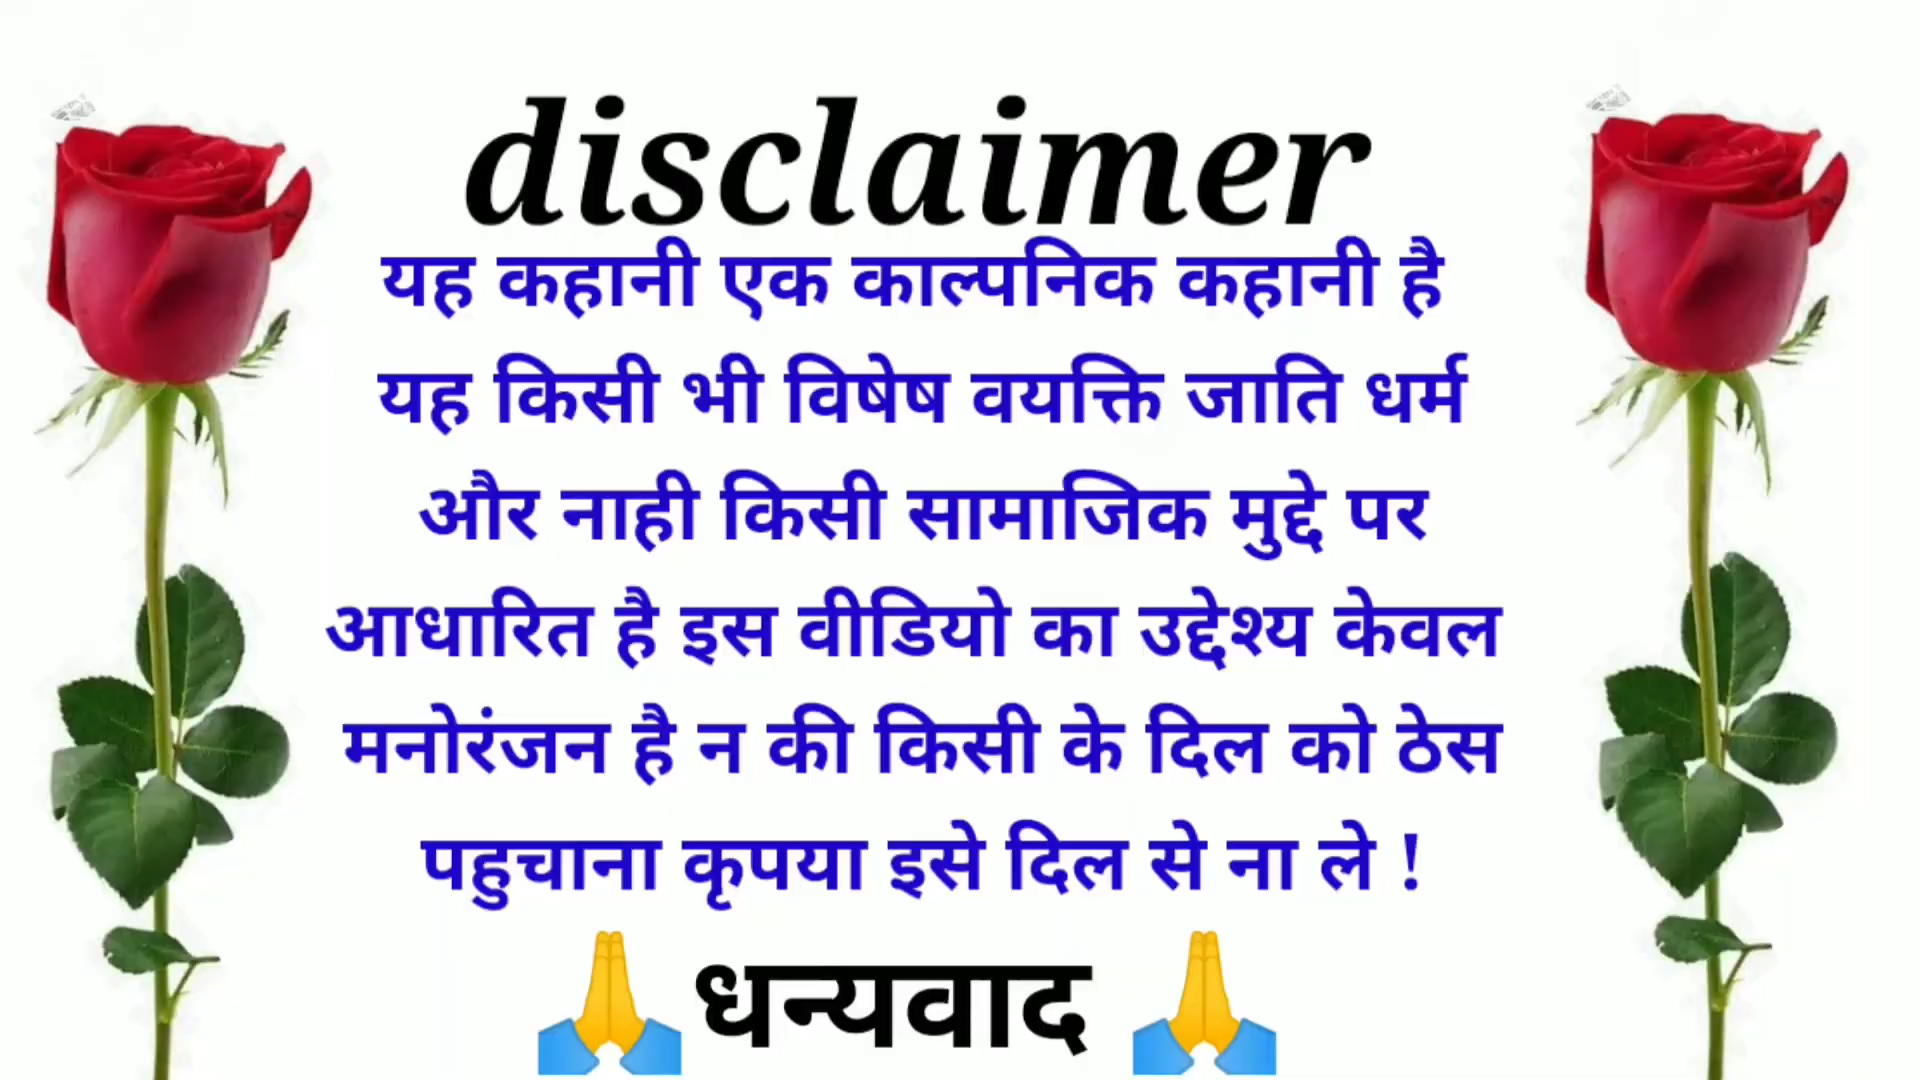 disclaimer
यह कहानी एक काल्पनिक कहानी है
यह किसी भी विषेष वयक्ति जाति धर्म
और नाही किसी सामाजिक मुद्दे पर
आधारित है इस वीडियो का उद्देश्य केवल
मनोरंजन है न की किसी के दिल को ठेस
पहुचाना कृपया इसे दिल से ना ले !
🙏धन्यवाद 🙏